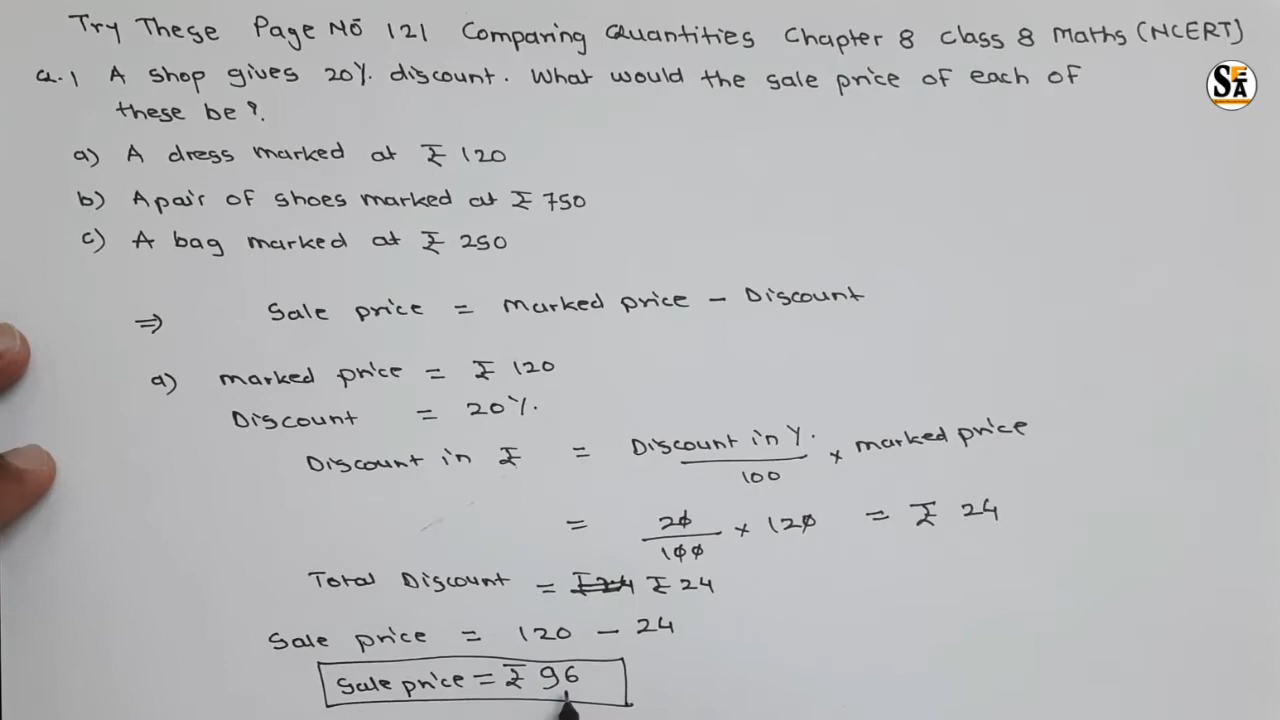 Try These Page No 121 Comparing Quantities Chapter 8 Class 8 Maths (NCERT)
Q.1 A shop gives 20% discount. What would the sale price of each of
these be?
a) A dress marked at ₹ 120
b) A pair of shoes marked at ₹ 750
c) A bag marked at ₹ 250
⇒ Sale price = Marked price - Discount
a) marked price = ₹ 120
Discount = 20%.
Discount in ₹ = Discount in %. / 100 × marked price
= 20/100 × 120 = ₹ 24
Total Discount = ₹24 ₹ 24
Sale price = 120 - 24
Sale price = ₹ 96
SFA